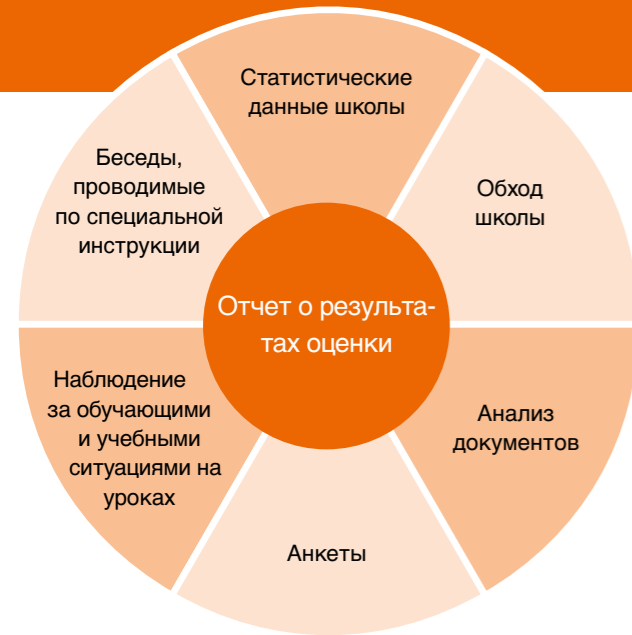 Статистические
данные школы
Обход
школы
Анализ
документов
Анкеты
Наблюдение
за обучающими
и учебными
ситуациями на
уроках
Беседы,
проводимые
по специальной
инструкции
Отчет о результа-
тах оценки